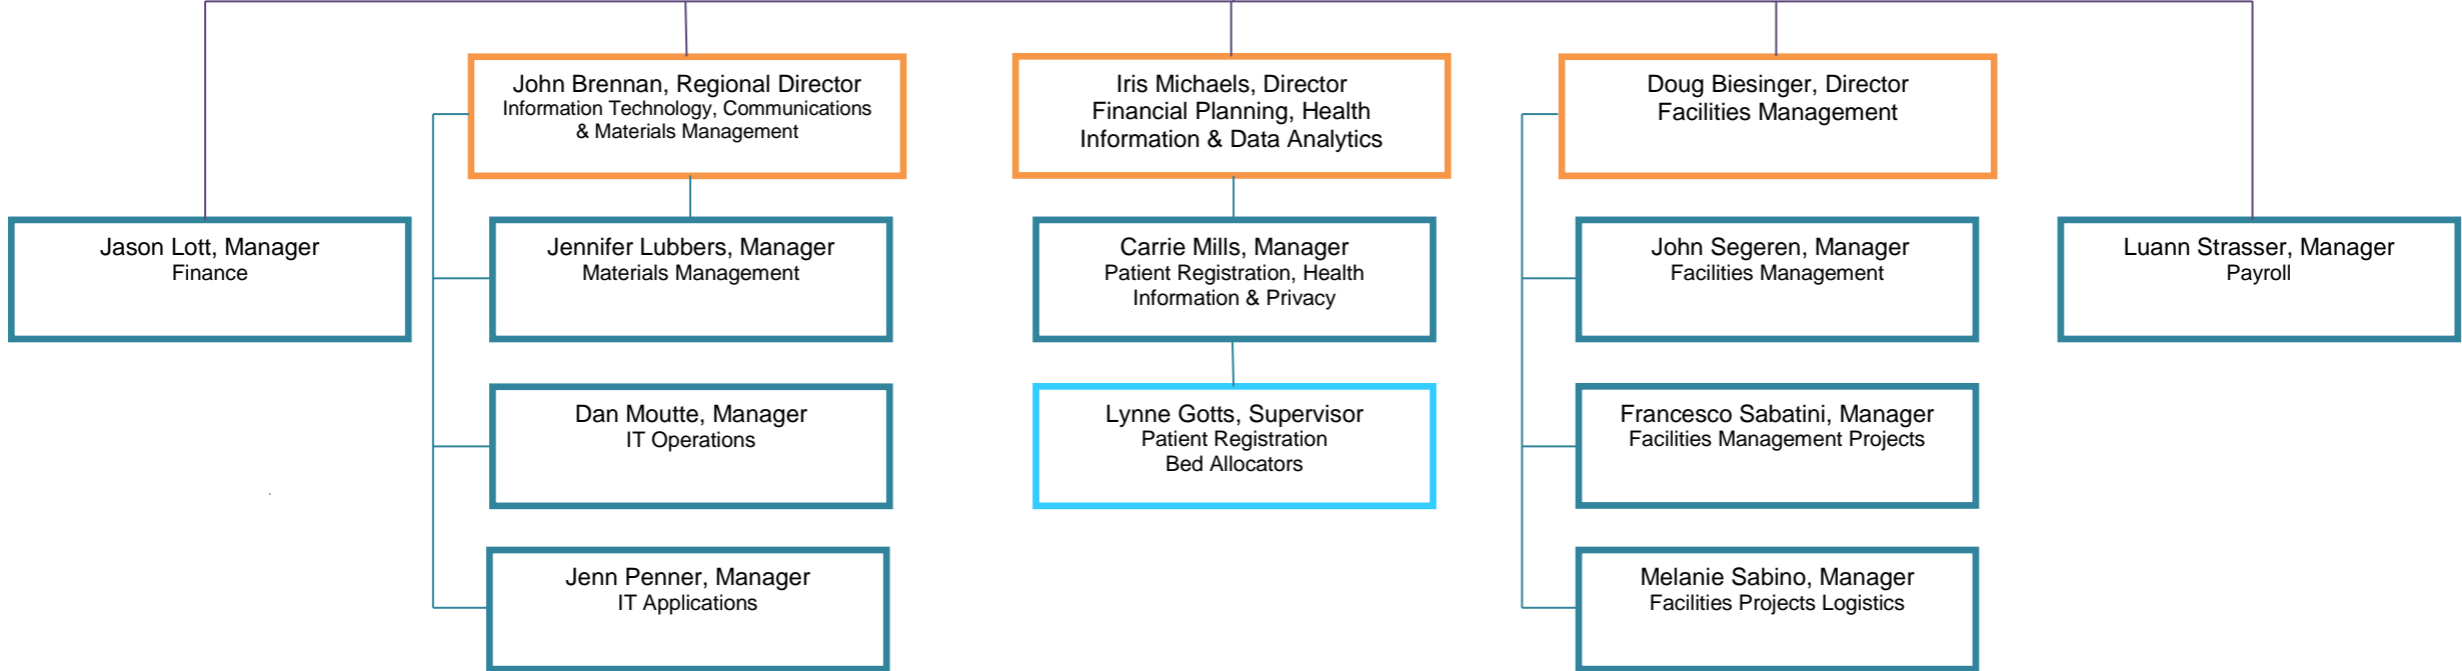 John Brennan, Regional Director
Information Technology, Communications
& Materials Management
Iris Michaels, Director
Financial Planning, Health
Information & Data Analytics
Doug Biesinger, Director
Facilities Management
Jason Lott, Manager
Finance
Jennifer Lubbers, Manager
Materials Management
Carrie Mills, Manager
Patient Registration, Health
Information & Privacy
John Segeren, Manager
Facilities Management
Luann Strasser, Manager
Payroll
Dan Moutte, Manager
IT Operations
Lynne Gotts, Supervisor
Patient Registration
Bed Allocators
Francesco Sabatini, Manager
Facilities Management Projects
Jenn Penner, Manager
IT Applications
Melanie Sabino, Manager
Facilities Projects Logistics